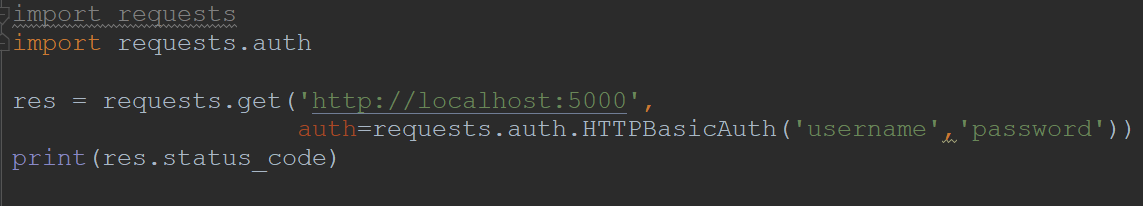 import requests
import requests.auth
res = requests.get('http://localhost:5000',
auth=requests.auth.HTTPBasicAuth('username','password'))
print(res.status_code)